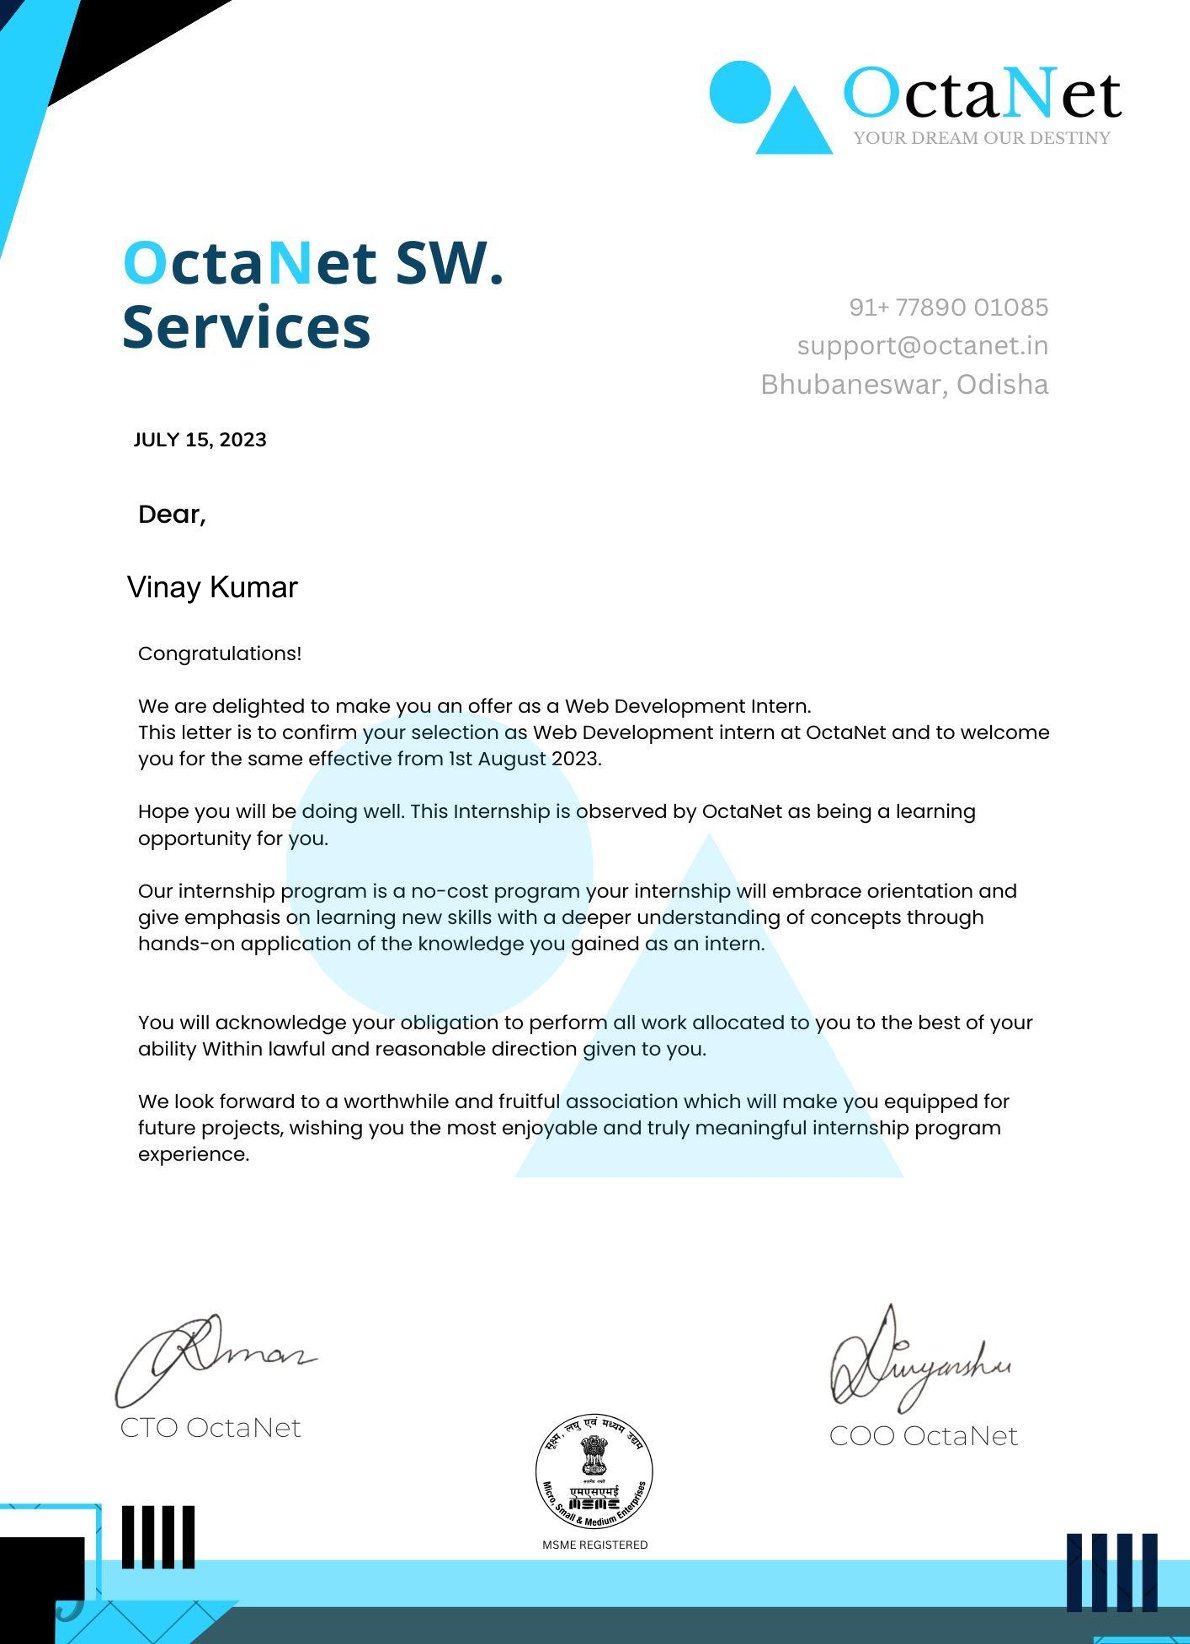 OctaNet
YOUR DREAM OUR DESTINY
OctaNet SW.
Services
91+ 77890 01085
support@octanet.in
Bhubaneswar, Odisha
JULY 15, 2023
Dear,
Vinay Kumar
Congratulations!
We are delighted to make you an offer as a Web Development Intern.
This letter is to confirm your selection as Web Development intern at OctaNet and to welcome
you for the same effective from 1st August 2023.
Hope you will be doing well. This Internship is observed by OctaNet as being a learning
opportunity for you.
Our internship program is a no-cost program your internship will embrace orientation and
give emphasis on learning new skills with a deeper understanding of concepts through
hands-on application of the knowledge you gained as an intern.
You will acknowledge your obligation to perform all work allocated to you to the best of your
ability Within lawful and reasonable direction given to you.
We look forward to a worthwhile and fruitful association which will make you equipped for
future projects, wishing you the most enjoyable and truly meaningful internship program
experience.
CTO OctaNet
Divyanshu
COO OctaNet
सूक्ष्म, लघु एवं मध्यम उद्यम
एमएसएमई
MSME
Micro, Small & Medium Enterprises
MSME REGISTERED